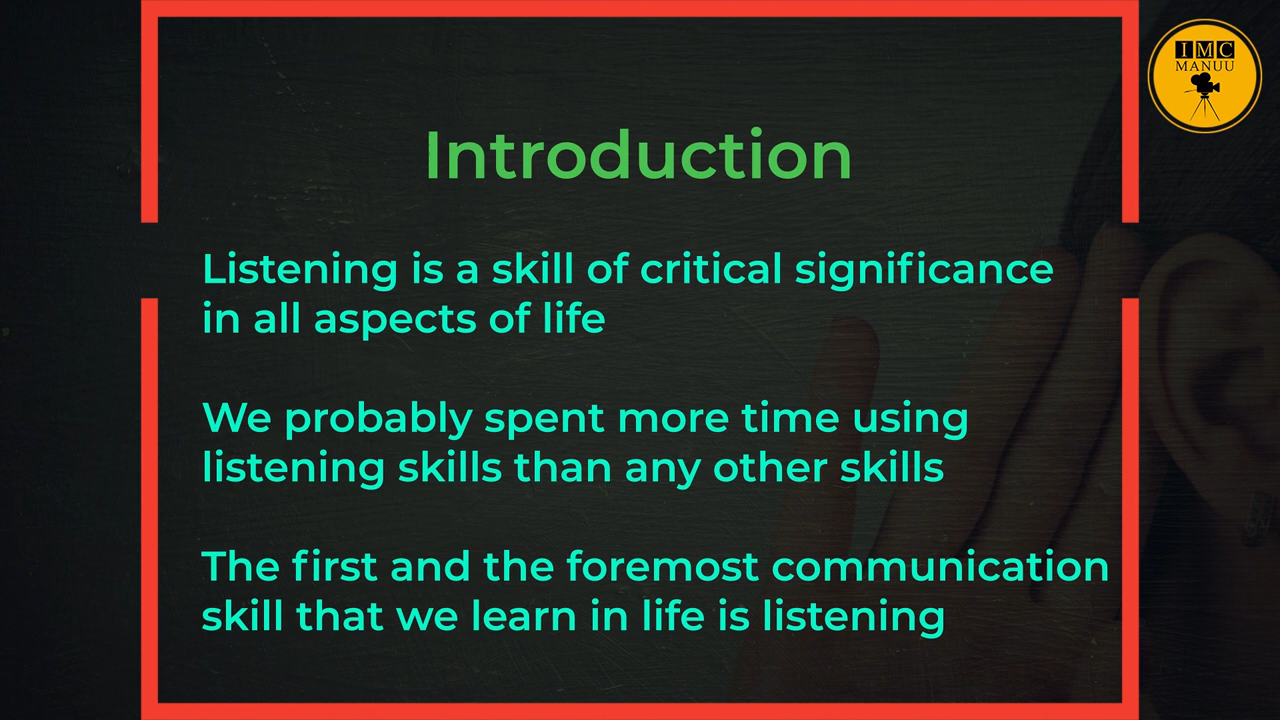 IMC
MANUU
Introduction
Listening is a skill of critical significance
in all aspects of life
We probably spent more time using
listening skills than any other skills
The first and the foremost communication
skill that we learn in life is listening